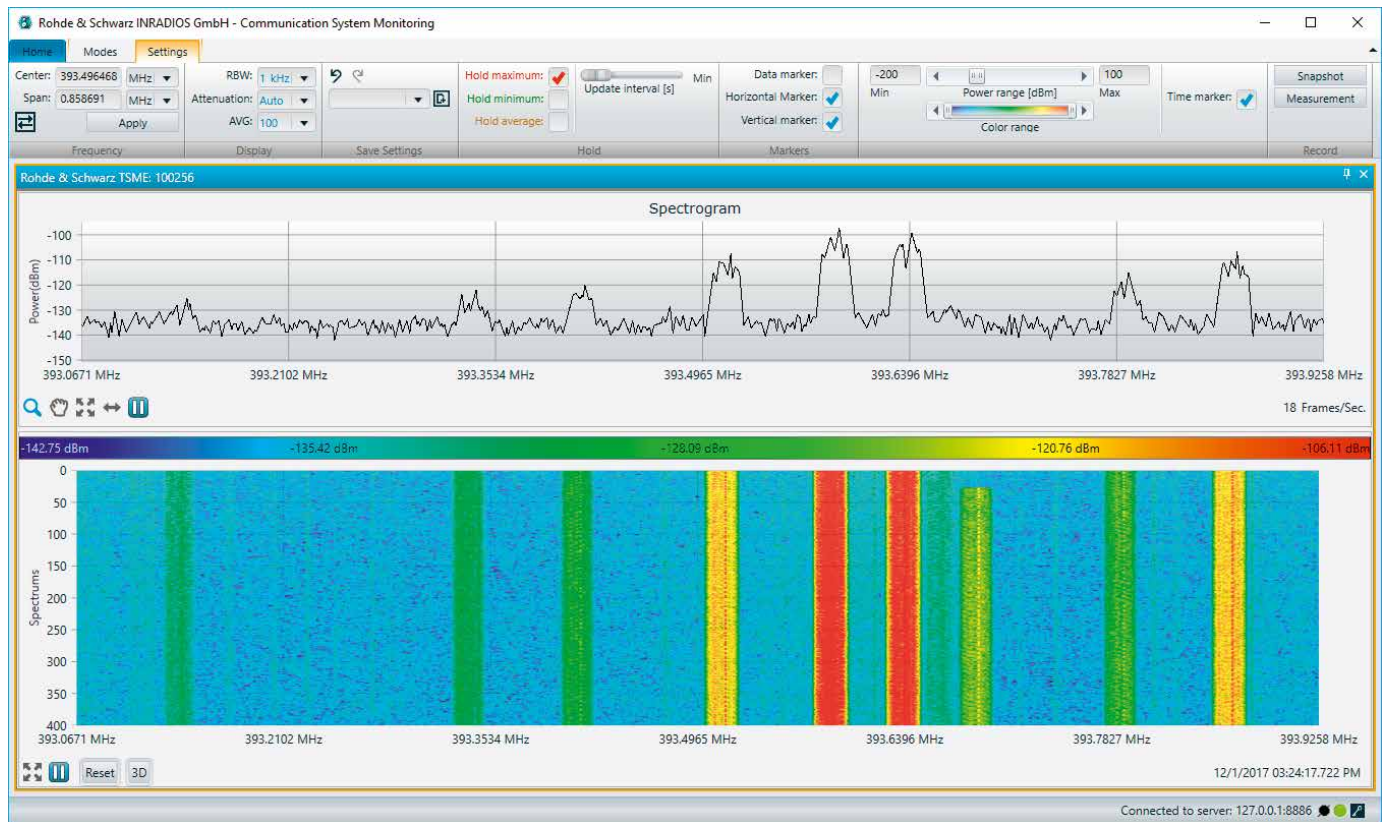 Rohde & Schwarz INRADIOS GmbH - Communication System Monitoring
Home Modes Settings
Center: 393.496468 MHz
Span: 0.858691 MHz
Apply
Frequency
RBW: 1 kHz
Attenuation: Auto
AVG: 100
Display
Save Settings
Hold maximum:
Hold minimum:
Hold average:
Min
Update interval [s]
Hold
Data marker:
Horizontal Marker:
Vertical marker:
Markers
-200 100
Min Power range [dBm] Max
Color range
Time marker:
Snapshot
Measurement
Record
Rohde & Schwarz TSME: 100256
Spectrogram
Power(dBm)
-100
-110
-120
-130
-140
-150
393.0671 MHz 393.2102 MHz 393.3534 MHz 393.4965 MHz 393.6396 MHz 393.7827 MHz 393.9258 MHz
18 Frames/Sec.
-142.75 dBm -135.42 dBm -128.09 dBm -120.76 dBm -106.11 dBm
Spectrums
0
50
100
150
200
250
300
350
400
393.0671 MHz 393.2102 MHz 393.3534 MHz 393.4965 MHz 393.6396 MHz 393.7827 MHz 393.9258 MHz
Reset 3D
12/1/2017 03:24:17.722 PM
Connected to server: 127.0.0.1:8886